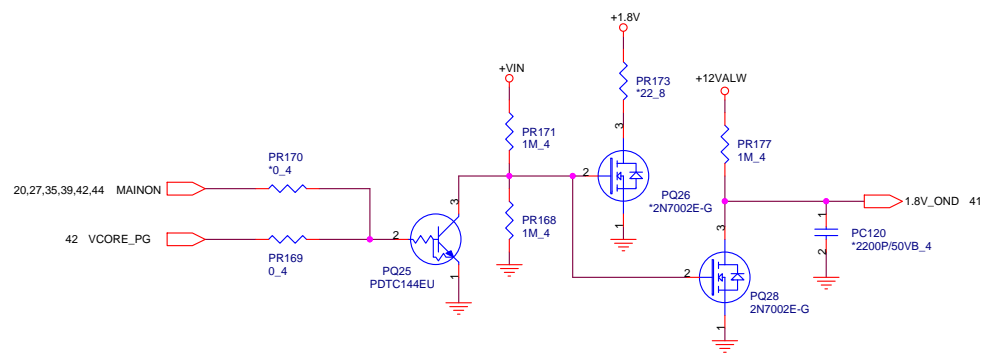 +1.8V
+VIN
PR173
*22_8
+12VALW
3
PR171
1M_4
PR177
1M_4
PR170
*0_4
2
20,27,35,39,42,44 MAINON
PQ26
*2N7002E-G
1.8V_OND 41
3
PR168
1M_4
1
3
1
PC120
*2200P/50VB_4
2
42 VCORE_PG
2
PR169
0_4
PQ25
PDTC144EU
1
2
PQ28
2N7002E-G
1